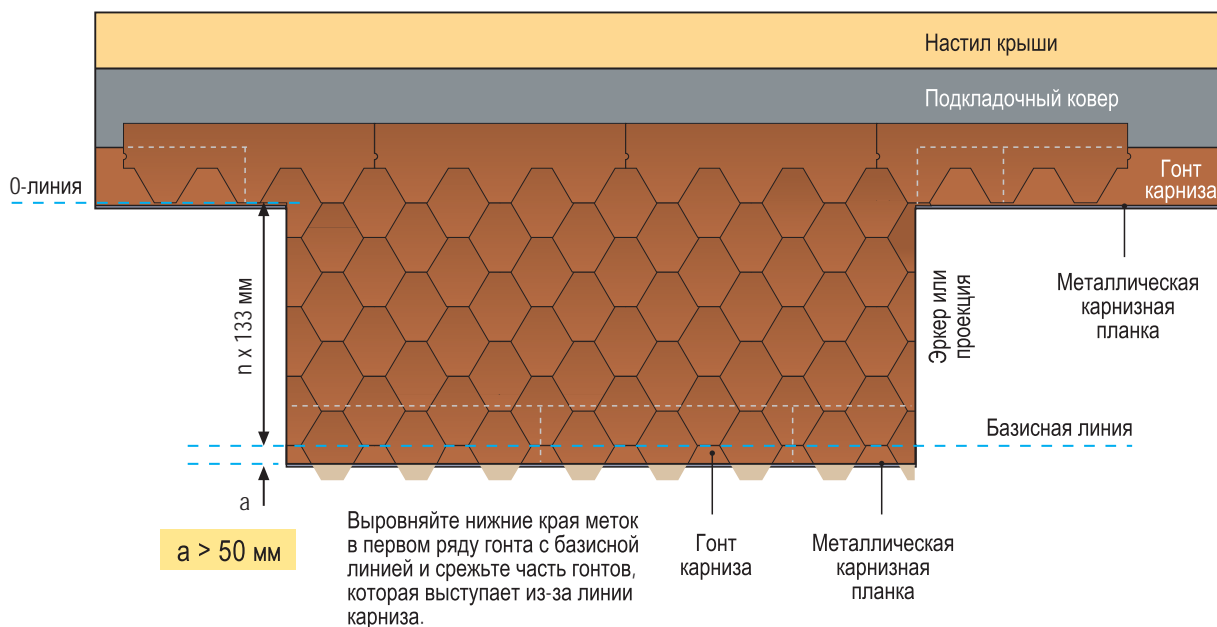 Настил крыши
Подкладочный ковер
Гонт
карниза
0-линия
n x 133 мм
Эркер или
проекция
Металлическая
карнизная
планка
Базисная линия
a
a > 50 мм
Выровняйте нижние края меток
в первом ряду гонта с базисной
линией и срежьте часть гонтов,
которая выступает из-за линии
карниза.
Гонт
карниза
Металлическая
карнизная
планка